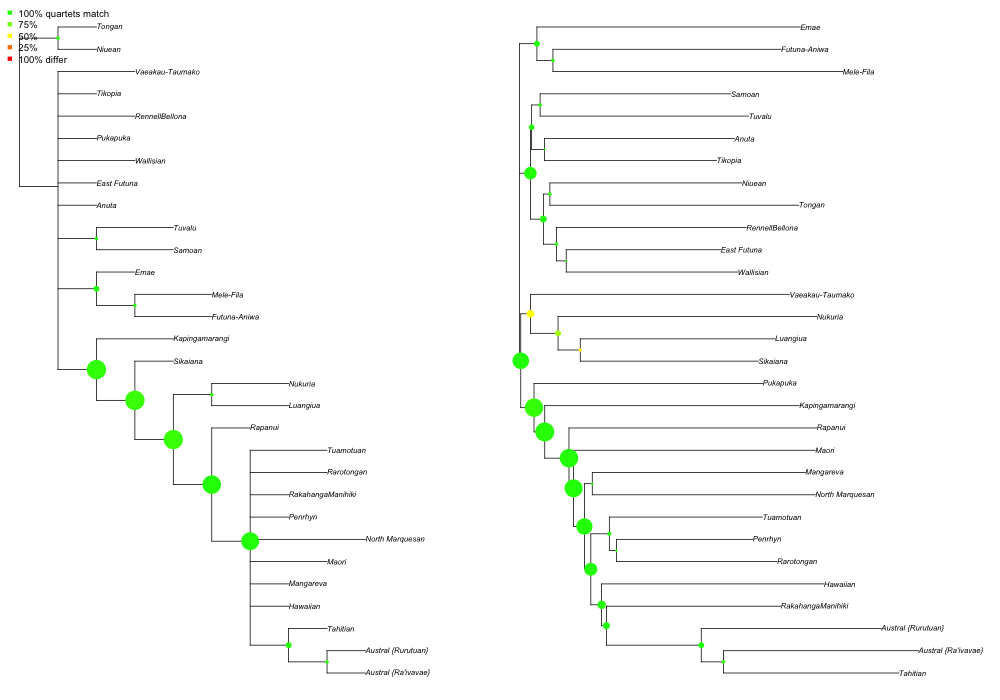 100% quartets match
75%
50%
25%
100% differ
Tongan
Niuean
Vaeakau-Taumako
Tikopia
RennellBellona
Pukapuka
Wallisian
East Futuna
Anuta
Tuvalu
Samoan
Emae
Mele-Fila
Futuna-Aniwa
Kapingamarangi
Sikaiana
Nukuria
Luangiua
Rapanui
Tuamotuan
Rarotongan
RakahangaManihiki
Penrhyn
North Marquesan
Maori
Mangareva
Hawaiian
Tahitian
Austral {Rurutuan}
Austral {Ra'ivavae}
Emae
Futuna-Aniwa
Mele-Fila
Samoan
Tuvalu
Anuta
Tikopia
Niuean
Tongan
RennellBellona
East Futuna
Wallisian
Vaeakau-Taumako
Nukuria
Luangiua
Sikaiana
Pukapuka
Kapingamarangi
Rapanui
Maori
Mangareva
North Marquesan
Tuamotuan
Penrhyn
Rarotongan
Hawaiian
RakahangaManihiki
Austral {Rurutuan}
Austral {Ra'ivavae}
Tahitian